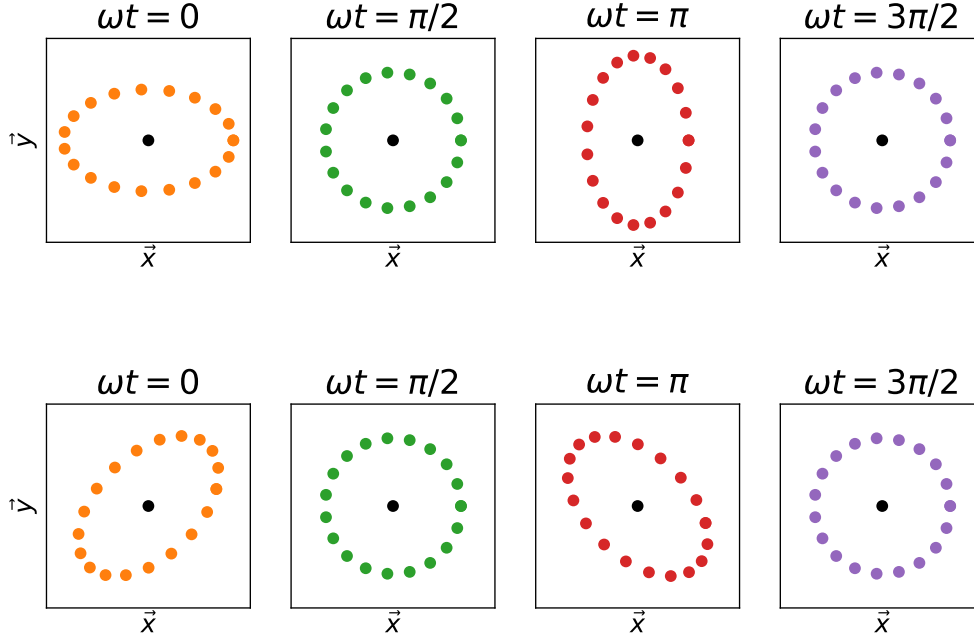 ωt = 0 ωt = π/2 ωt = π ωt = 3π/2
y⃗
x⃗ x⃗ x⃗ x⃗
ωt = 0 ωt = π/2 ωt = π ωt = 3π/2
y⃗
x⃗ x⃗ x⃗ x⃗